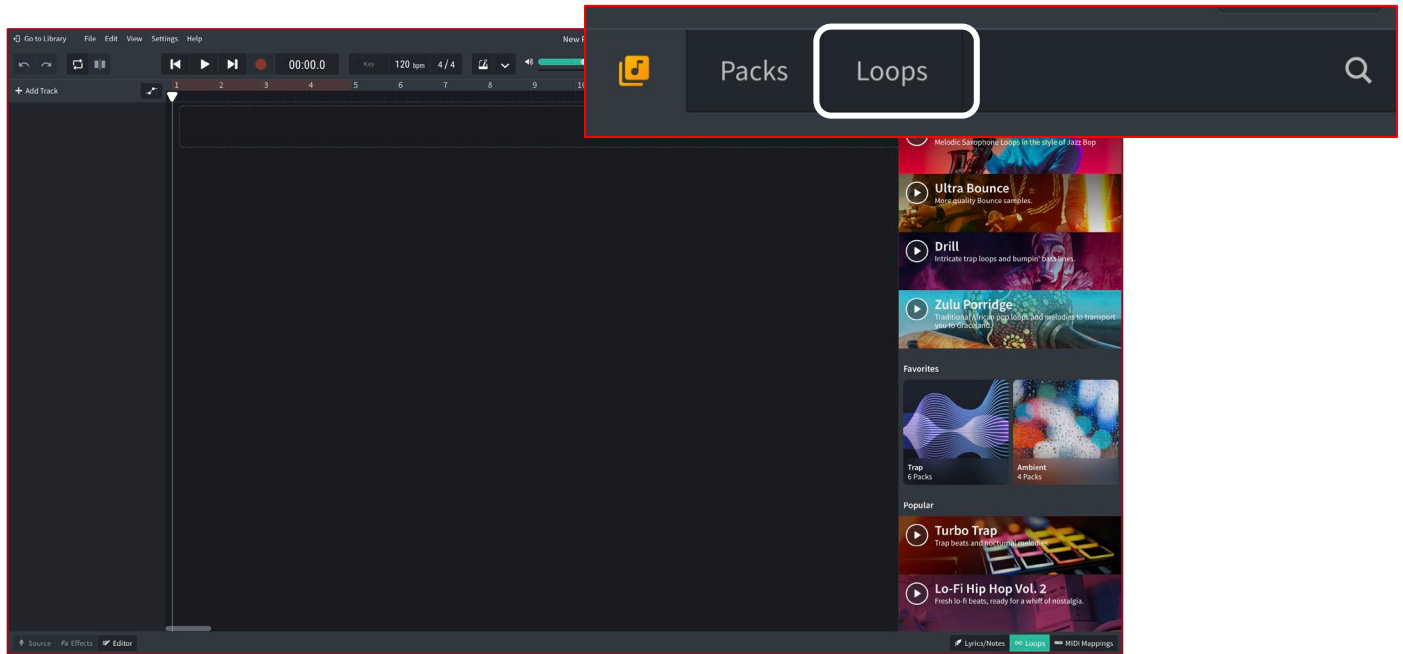 Go to Library File Edit View Settings Help New
00:00.0 Key 120 bpm 4/4
+ Add Track 1 2 3 4 5 6 7 8 9
Packs Loops
Melodic Saxophone Loops in the style of Jazz Bop
Ultra Bounce
More quality Bounce samples.
Drill
Intricate trap loops and bumpin' bass lines.
Zulu Porridge
Traditional African pop loops and melodies to transport
you to Graceland.
Favorites
Trap
6 Packs
Ambient
4 Packs
Popular
Turbo Trap
Trap beats and nocturnal melodies.
Lo-Fi Hip Hop Vol. 2
Fresh lo-fi beats, ready for a whiff of nostalgia.
Source Fx Effects Editor Lyrics/Notes Loops MIDI Mappings